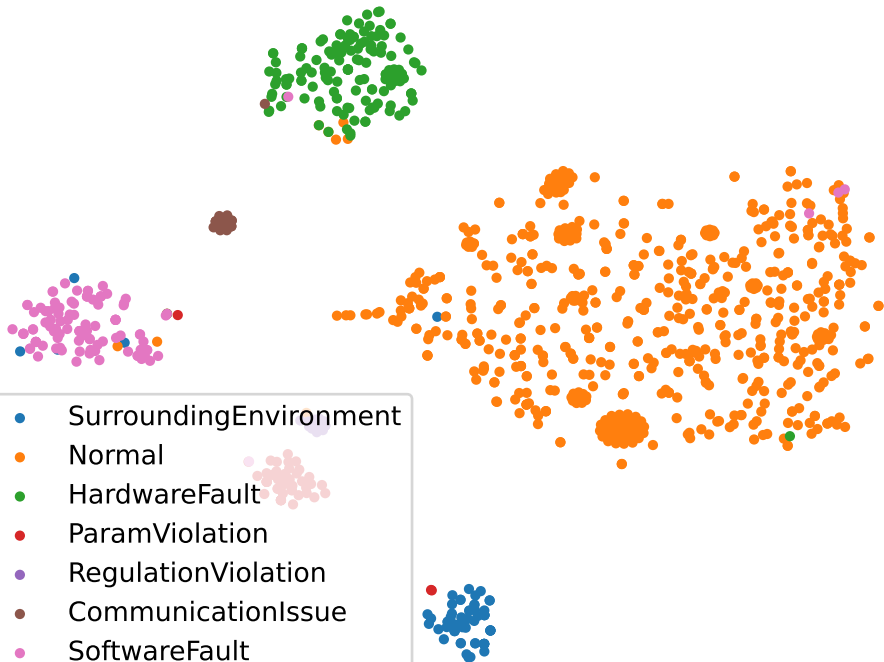 SurroundingEnvironment
Normal
HardwareFault
ParamViolation
RegulationViolation
CommunicationIssue
SoftwareFault